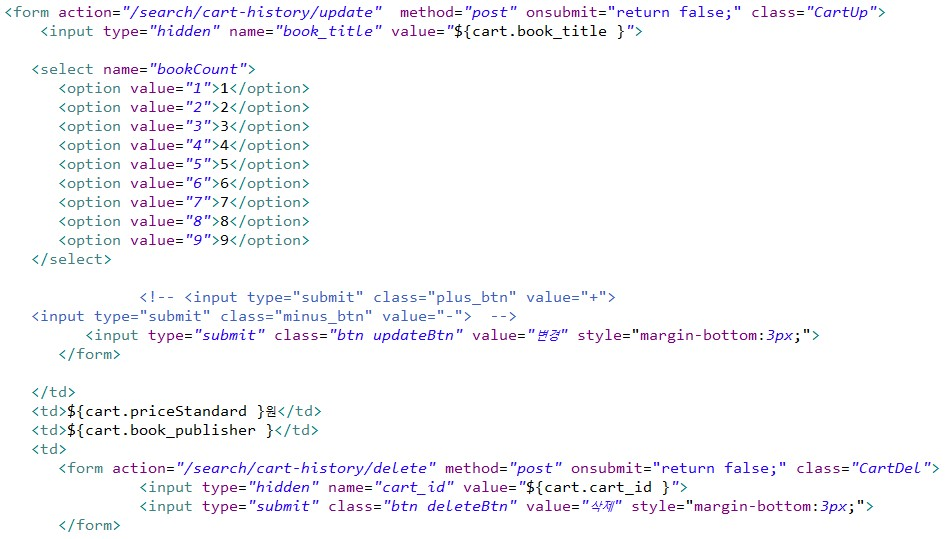 <form action="/search/cart-history/update"  method="post" onsubmit="return false;" class="CartUp">
<input type="hidden" name="book_title" value="${cart.book_title }">
<select name="bookCount">
<option value="1">1</option>
<option value="2">2</option>
<option value="3">3</option>
<option value="4">4</option>
<option value="5">5</option>
<option value="6">6</option>
<option value="7">7</option>
<option value="8">8</option>
<option value="9">9</option>
</select>
<!-- <input type="submit" class="plus_btn" value="+">
<input type="submit" class="minus_btn" value="-">  -->
<input type="submit" class="btn updateBtn" value="변경" style="margin-bottom:3px;">
</form>
</td>
<td>${cart.priceStandard }원</td>
<td>${cart.book_publisher }</td>
<td>
<form action="/search/cart-history/delete" method="post" onsubmit="return false;" class="CartDel">
<input type="hidden" name="cart_id" value="${cart.cart_id }">
<input type="submit" class="btn deleteBtn" value="삭제" style="margin-bottom:3px;">
</form>